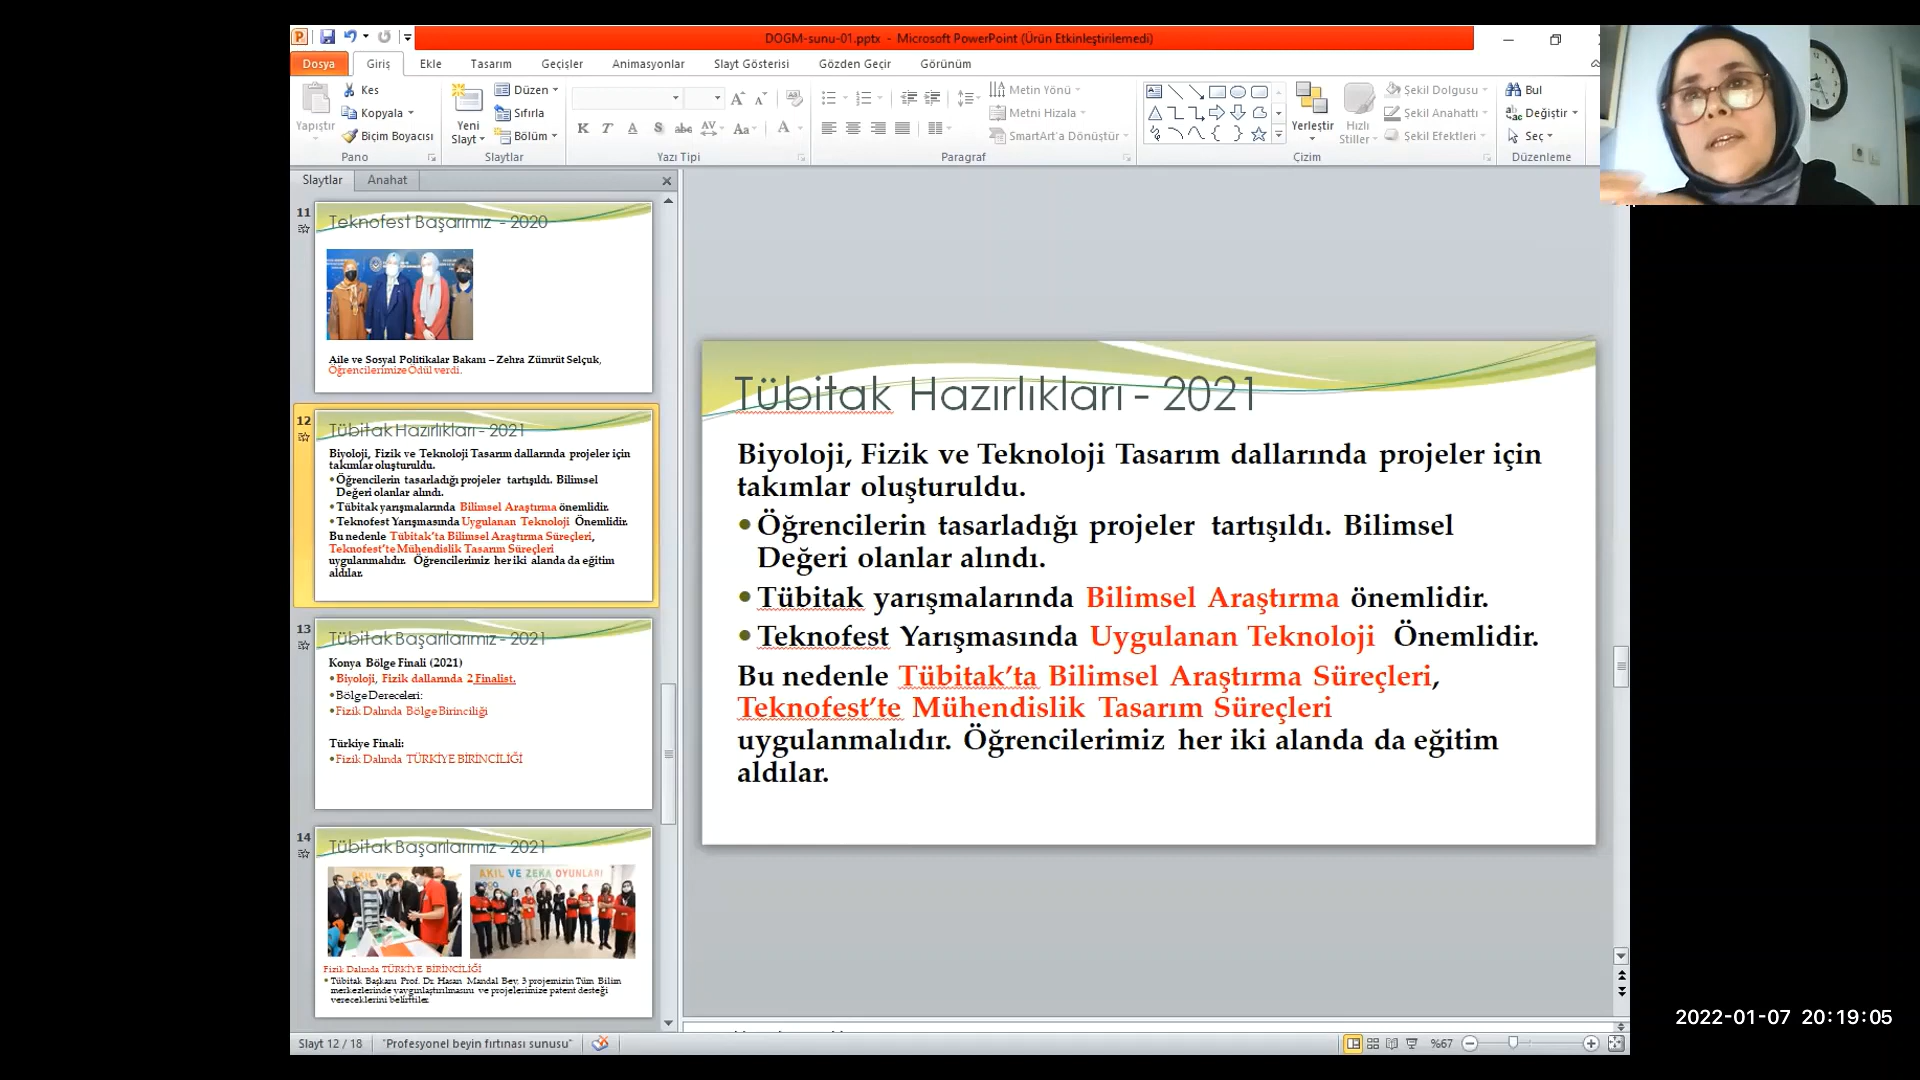 DOGM-sunu-01.pptx - Microsoft PowerPoint (Ürün Etkinleştirilemedi)
Dosya Giriş Ekle Tasarım Geçişler Animasyonlar Slayt Gösterisi Gözden Geçir Görünüm
Yapıştır
Kes
Kopyala
Biçim Boyacısı
Pano
Yeni Slayt
Düzen
Sıfırla
Bölüm
Slaytlar
Yazı Tipi
Metin Yönü
Metni Hizala
SmartArt'a Dönüştür
Paragraf
Yerleştir
Hızlı Stiller
Şekil Dolgusu
Şekil Anahattı
Şekil Efektleri
Çizim
Bul
Değiştir
Seç
Düzenleme
Slaytlar Anahat
11
Teknofest Başarımız - 2020
Aile ve Sosyal Politikalar Bakanı – Zehra Zümrüt Selçuk,
Öğrencilerimize Ödül verdi.
12
Tübitak Hazırlıkları - 2021
Biyoloji, Fizik ve Teknoloji Tasarım dallarında projeler için
takımlar oluşturuldu.
•Öğrencilerin tasarladığı projeler tartışıldı. Bilimsel
Değeri olanlar alındı.
•Tübitak yarışmalarında Bilimsel Araştırma önemlidir.
•Teknofest Yarışmasında Uygulanan Teknoloji Önemlidir.
Bu nedenle Tübitak'ta Bilimsel Araştırma Süreçleri,
Teknofest'te Mühendislik Tasarım Süreçleri
uygulanmalıdır. Öğrencilerimiz her iki alanda da eğitim
aldılar.
13
Tübitak Başarılarımız - 2021
Konya Bölge Finali (2021)
•Biyoloji, Fizik dallarında 2 Finalist.
•Bölge Dereceleri:
•Fizik Dalında Bölge Birinciliği
Türkiye Finali:
•Fizik Dalında TÜRKİYE BİRİNCİLİĞİ
14
Tübitak Başarılarımız - 2021
AKIL VE ZEKA OYUNLARI
Fizik Dalında TÜRKİYE BİRİNCİLİĞİ
•Tübitak Başkanı Prof. Dr. Hasan Mandal Bey, 3 projemizin Tüm Bilim
merkezlerinde yaygınlaştırılmasını ve projelerimize patent desteği
vereceklerini belirttiler.
Tübitak Hazırlıkları - 2021
Biyoloji, Fizik ve Teknoloji Tasarım dallarında projeler için
takımlar oluşturuldu.
•Öğrencilerin tasarladığı projeler tartışıldı. Bilimsel
Değeri olanlar alındı.
•Tübitak yarışmalarında Bilimsel Araştırma önemlidir.
•Teknofest Yarışmasında Uygulanan Teknoloji Önemlidir.
Bu nedenle Tübitak'ta Bilimsel Araştırma Süreçleri,
Teknofest'te Mühendislik Tasarım Süreçleri
uygulanmalıdır. Öğrencilerimiz her iki alanda da eğitim
aldılar.
Slayt 12 / 18 "Profesyonel beyin fırtınası sunusu" %67
2022-01-07 20:19:05